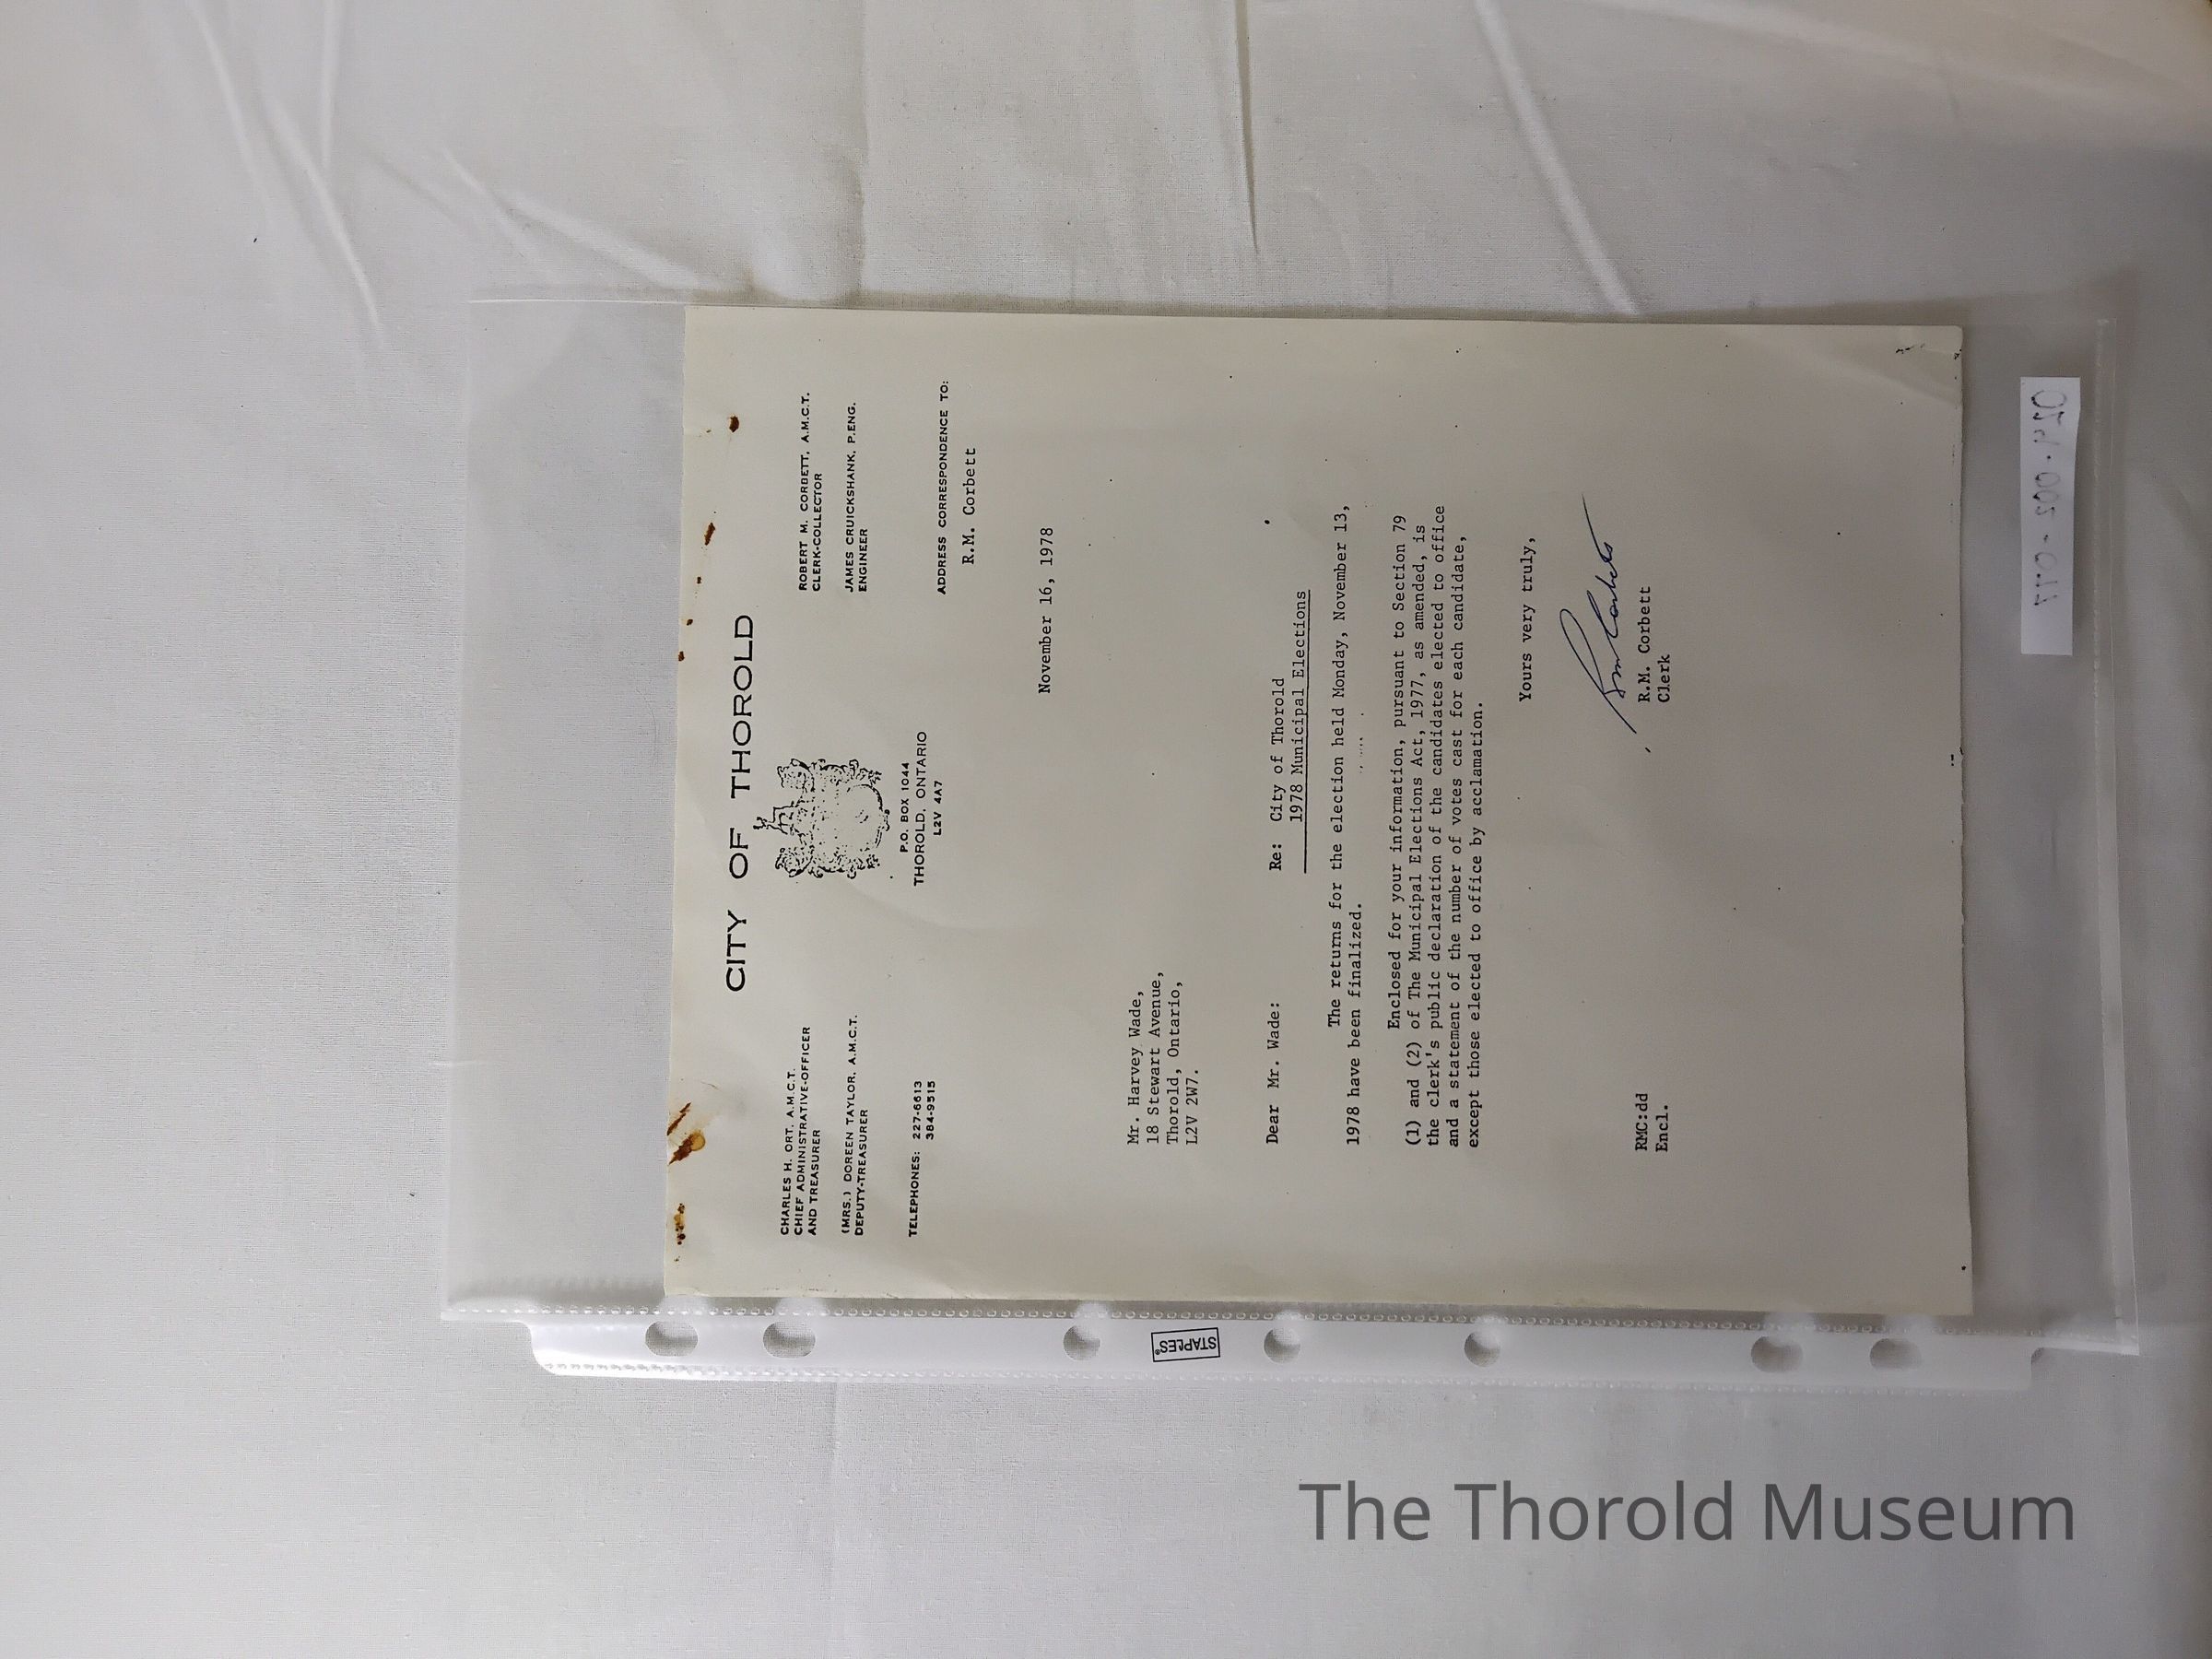 CITY OF THOROLD
CHARLES H. ORT, A.M.C.T.
CHIEF ADMINISTRATIVE-OFFICER
AND TREASURER
(MRS.) DOREEN TAYLOR, A.M.C.T.
DEPUTY-TREASURER
TELEPHONES: 227-6613
384-9515
P.O. BOX 1044
THOROLD, ONTARIO
L2V 4A7
ROBERT M. CORBETT, A.M.C.T.
CLERK-COLLECTOR
JAMES CRUICKSHANK, P.ENG.
ENGINEER
ADDRESS CORRESPONDENCE TO:
R.M. Corbett
November 16, 1978
Mr. Harvey Wade,
18 Stewart Avenue,
Thorold, Ontario,
L2V 2W7.
Dear Mr. Wade:
Re: City of Thorold
1978 Municipal Elections
The returns for the election held Monday, November 13,
1978 have been finalized.
Enclosed for your information, pursuant to Section 79
(1) and (2) of The Municipal Elections Act, 1977, as amended, is
the clerk's public declaration of the candidates elected to office
and a statement of the number of votes cast for each candidate,
except those elected to office by acclamation.
Yours very truly,
R.M. Corbett
Clerk
RMC:dd
Encl.
STAPLES
The Thorold Museum